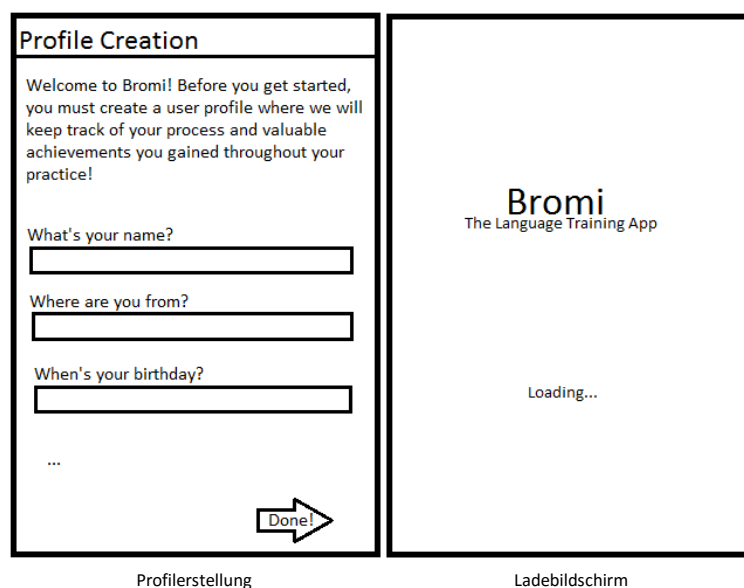 Profile Creation
Welcome to Bromi! Before you get started,
you must create a user profile where we will
keep track of your process and valuable
achievements you gained throughout your
practice!
What's your name?
Where are you from?
When's your birthday?
...
Done!
Bromi
The Language Training App
Loading...
Profilerstellung
Ladebildschirm